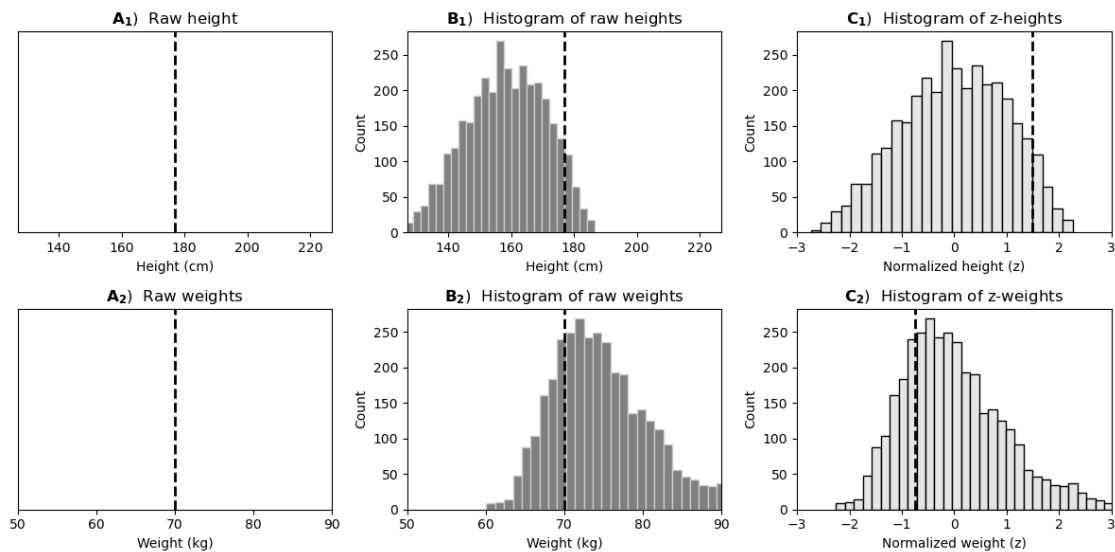 A₁) Raw height
140 160 180 200 220
Height (cm)
B₁) Histogram of raw heights
Count
250
200
150
100
50
0
140 160 180 200 220
Height (cm)
C₁) Histogram of z-heights
Count
250
200
150
100
50
0
−3 −2 −1 0 1 2 3
Normalized height (z)
A₂) Raw weights
50 60 70 80 90
Weight (kg)
B₂) Histogram of raw weights
Count
250
200
150
100
50
0
50 60 70 80 90
Weight (kg)
C₂) Histogram of z-weights
Count
250
200
150
100
50
0
−3 −2 −1 0 1 2 3
Normalized weight (z)